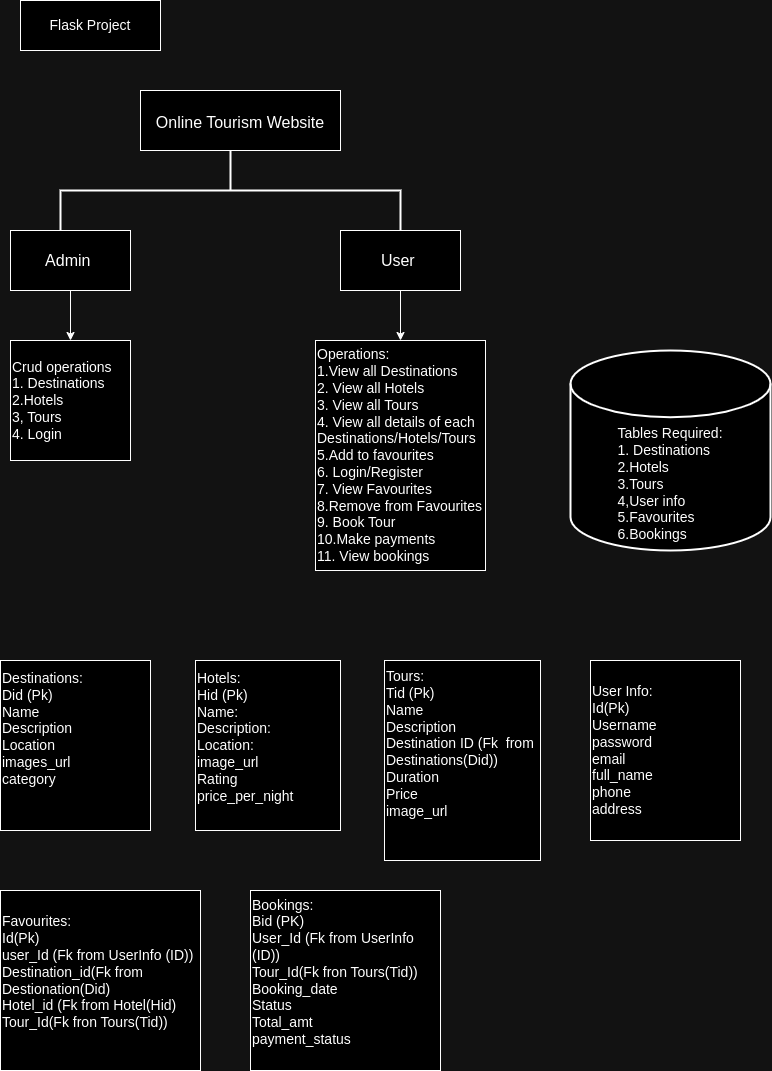 Flask Project
Online Tourism Website
Admin
User
Crud operations
1. Destinations
2.Hotels
3, Tours
4. Login
Operations:
1.View all Destinations
2. View all Hotels
3. View all Tours
4. View all details of each
Destinations/Hotels/Tours
5.Add to favourites
6. Login/Register
7. View Favourites
8.Remove from Favourites
9. Book Tour
10.Make payments
11. View bookings
Tables Required:
1. Destinations
2.Hotels
3.Tours
4,User info
5.Favourites
6.Bookings
Destinations:
Did (Pk)
Name
Description
Location
images_url
category
Hotels:
Hid (Pk)
Name:
Description:
Location:
image_url
Rating
price_per_night
Tours:
Tid (Pk)
Name
Description
Destination ID (Fk  from
Destinations(Did))
Duration
Price
image_url
User Info:
Id(Pk)
Username
password
email
full_name
phone
address
Favourites:
Id(Pk)
user_Id (Fk from UserInfo (ID))
Destination_id(Fk from
Destionation(Did)
Hotel_id (Fk from Hotel(Hid)
Tour_Id(Fk fron Tours(Tid))
Bookings:
Bid (PK)
User_Id (Fk from UserInfo
(ID))
Tour_Id(Fk fron Tours(Tid))
Booking_date
Status
Total_amt
payment_status